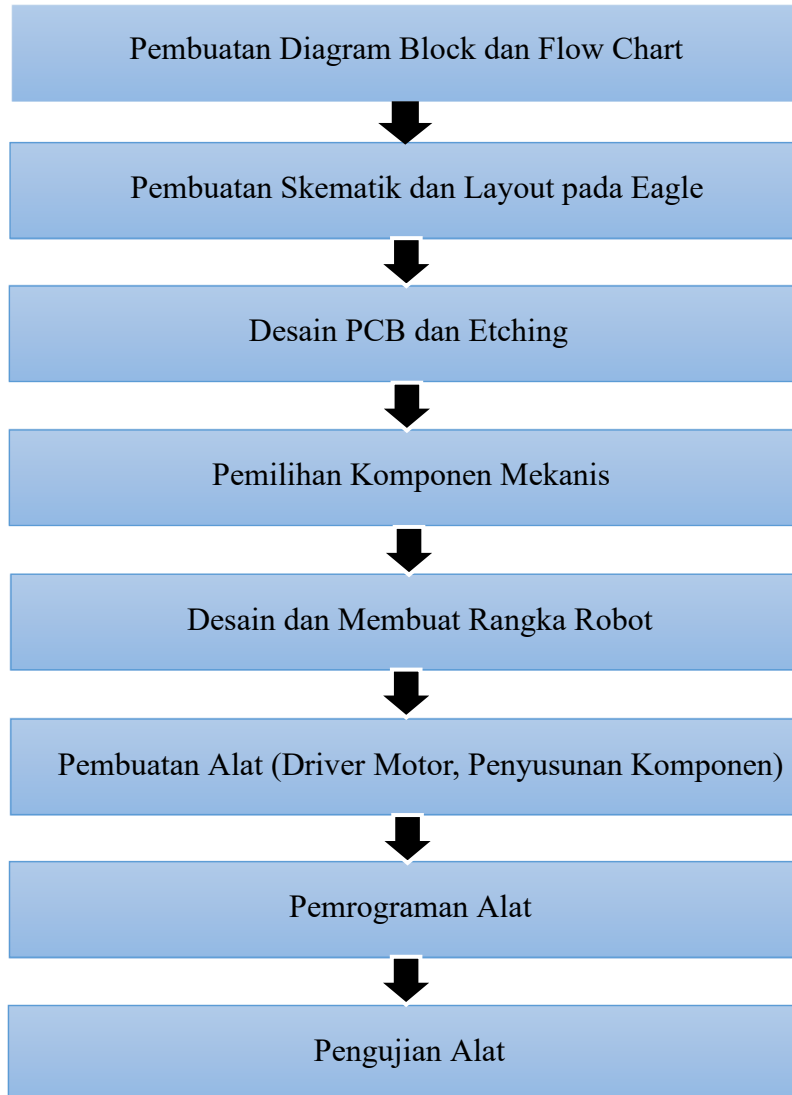 Pembuatan Diagram Block dan Flow Chart
Pembuatan Skematik dan Layout pada Eagle
Desain PCB dan Etching
Pemilihan Komponen Mekanis
Desain dan Membuat Rangka Robot
Pembuatan Alat (Driver Motor, Penyusunan Komponen)
Pemrograman Alat
Pengujian Alat